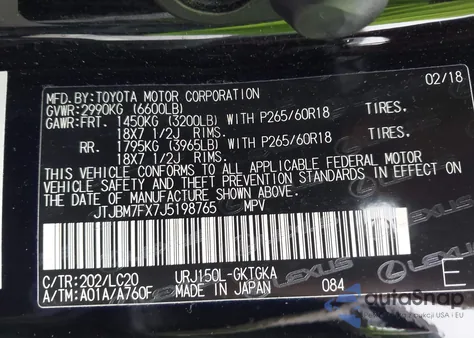 MFD.BY:TOYOTA MOTOR CORPORATION 02/18
GVWR:2990KG (6600LB)
GAWR:FRT. 1450KG (3200LB) WITH P265/60R18 TIRES.
18X7 1/2J RIMS.
RR. 1795KG (3965LB) WITH P265/60R18 TIRES.
18X7 1/2J RIMS.
THIS VEHICLE CONFORMS TO ALL APPLICABLE FEDERAL MOTOR
VEHICLE SAFETY AND THEFT PREVENTION STANDARDS IN EFFECT ON
THE DATE OF MANUFACTURE SHOWN ABOVE.
JTJBM7FX7J5198765 MPV
C/TR:202/LC20 URJ150L-GKTGKA
A/TM:A01A/A760F MADE IN JAPAN 084 E
LEXUS LEXUS
autoSnap